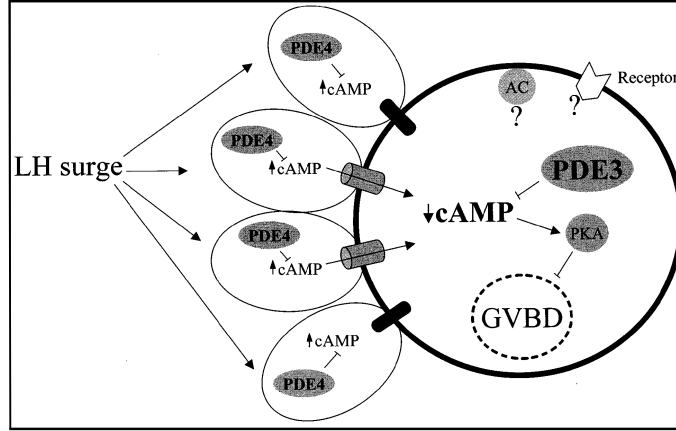 PDE4
↑cAMP
AC
?
?
Receptor
PDE4
↑cAMP
LH surge
PDE3
↓cAMP
PKA
PDE4
↑cAMP
GVBD
↑cAMP
PDE4